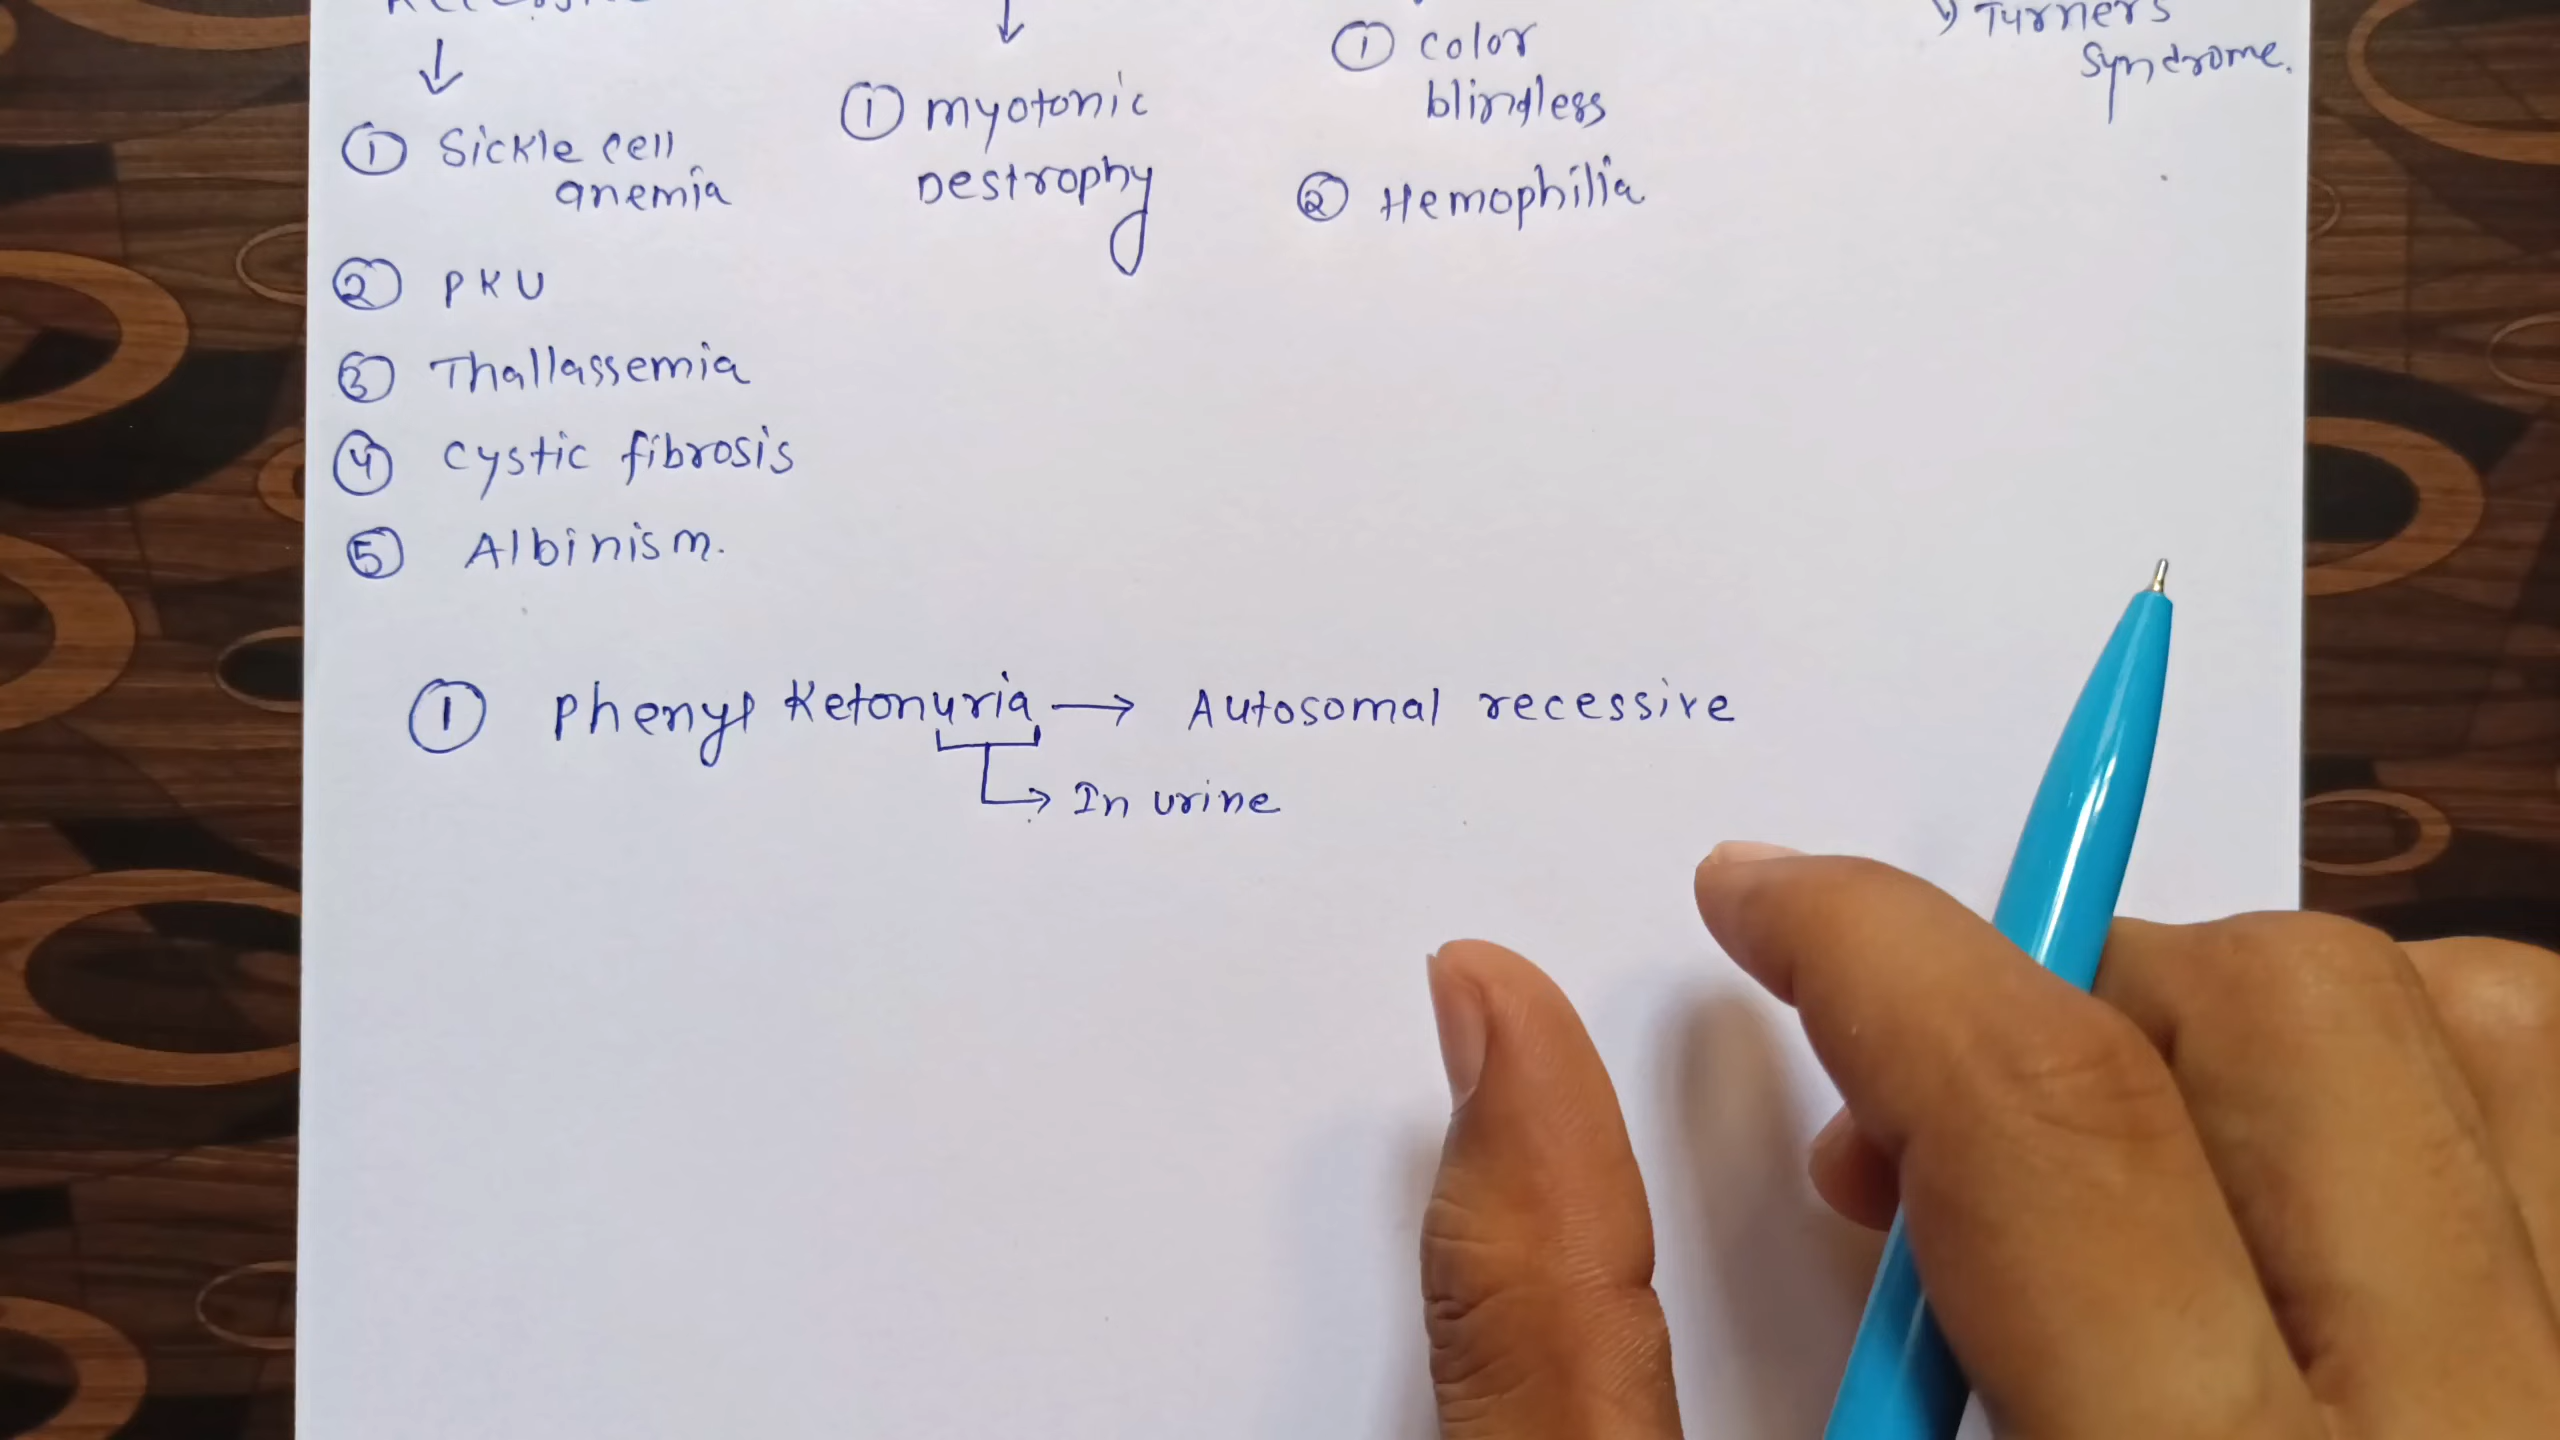 ↓
① Sickle cell
anemia
② PKU
③ Thallassemia
④ Cystic fibrosis
⑤ Albinism.
↓
① myotonic
Destrophy
① color
blindless
② Hemophilia
Turners
Syndrome.
① Phenyl Ketonuria → Autosomal recessive
→ In urine